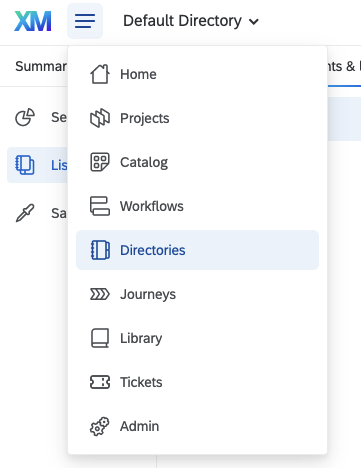 XM
Default Directory
Summar
nts & l
Home
Se
Projects
Lis
Catalog
Sa
Workflows
Directories
Journeys
Library
Tickets
Admin